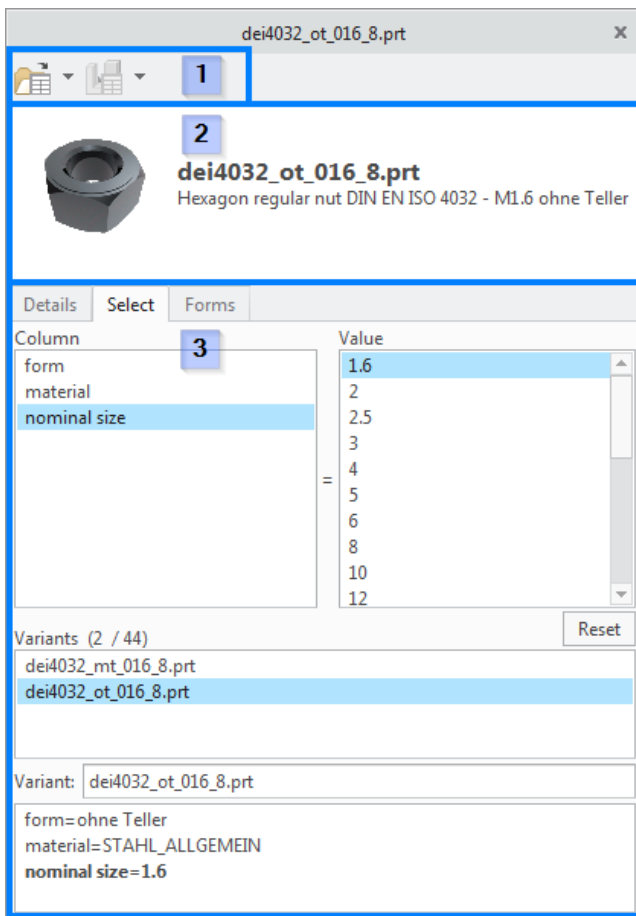 dei4032_ot_016_8.prt x
1
2
dei4032_ot_016_8.prt
Hexagon regular nut DIN EN ISO 4032 - M1.6 ohne Teller
Details Select Forms
Column Value
3
form
material
nominal size
=
1.6
2
2.5
3
4
5
6
8
10
12
Reset
Variants (2 / 44)
dei4032_mt_016_8.prt
dei4032_ot_016_8.prt
Variant: dei4032_ot_016_8.prt
form=ohne Teller
material=STAHL_ALLGEMEIN
nominal size=1.6